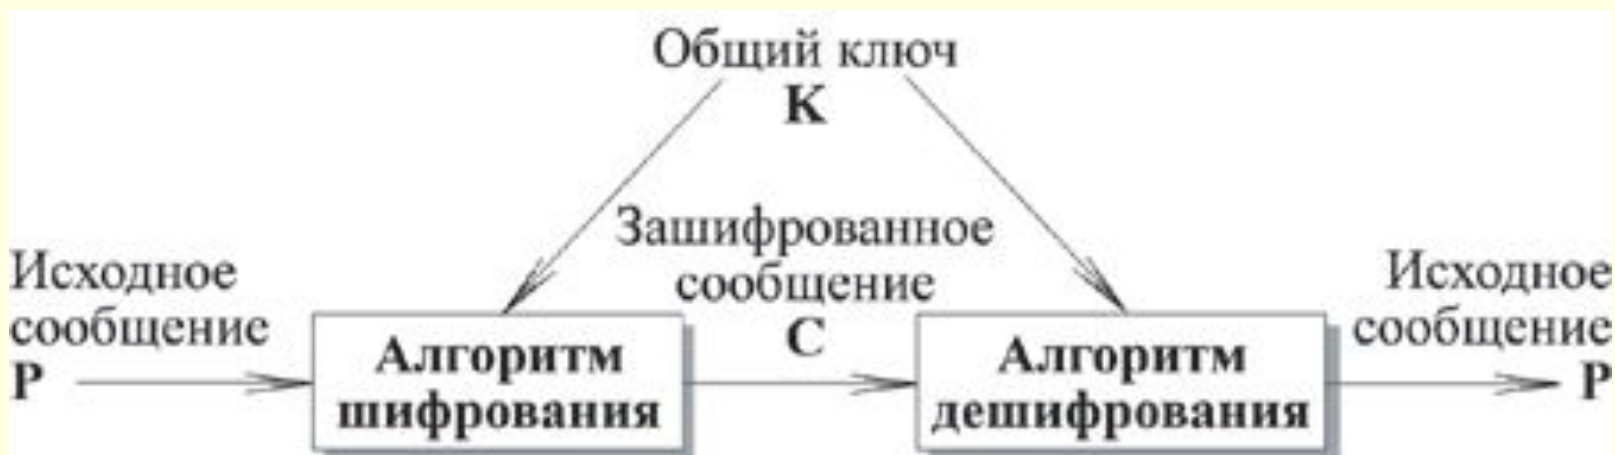 Общий ключ
К
Зашифрованное
сообщение
С
Исходное
сообщение
Р
Алгоритм
шифрования
Алгоритм
дешифрования
Исходное
сообщение
Р